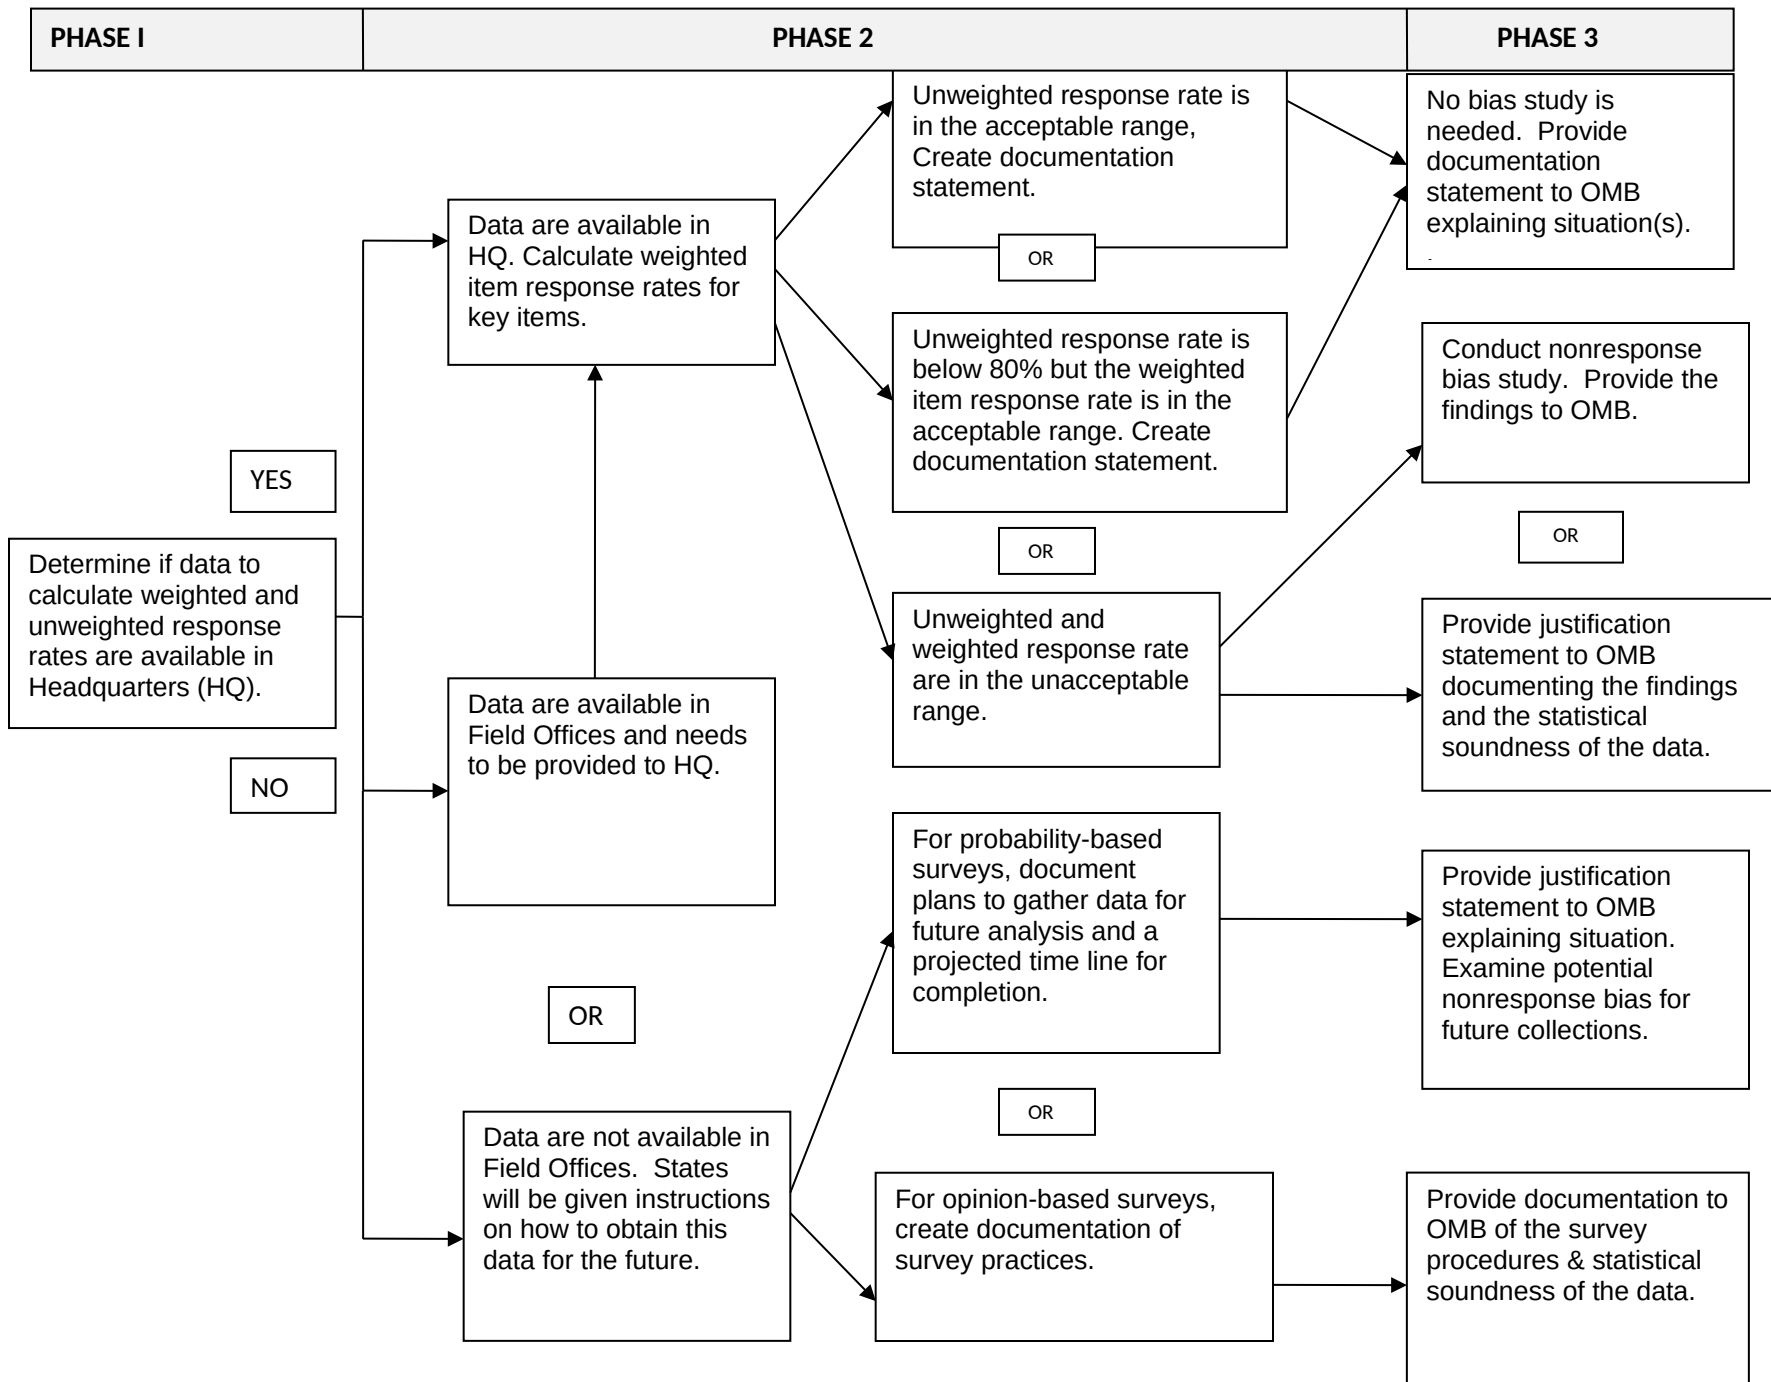 PHASE I
PHASE 2
PHASE 3
Unweighted response rate is
in the acceptable range,
Create documentation
statement.
No bias study is
needed.  Provide
documentation
statement to OMB
explaining situation(s).
.
Data are available in
HQ. Calculate weighted
item response rates for
key items.
OR
Unweighted response rate is
below 80% but the weighted
item response rate is in the
acceptable range. Create
documentation statement.
Conduct nonresponse
bias study.  Provide the
findings to OMB.
YES
OR
OR
Determine if data to
calculate weighted and
unweighted response
rates are available in
Headquarters (HQ).
Unweighted and
weighted response rate
are in the unacceptable
range.
Provide justification
statement to OMB
documenting the findings
and the statistical
soundness of the data.
Data are available in
Field Offices and needs
to be provided to HQ.
NO
For probability-based
surveys, document
plans to gather data for
future analysis and a
projected time line for
completion.
Provide justification
statement to OMB
explaining situation.
Examine potential
nonresponse bias for
future collections.
OR
OR
Data are not available in
Field Offices.  States
will be given instructions
on how to obtain this
data for the future.
For opinion-based surveys,
create documentation of
survey practices.
Provide documentation to
OMB of the survey
procedures & statistical
soundness of the data.